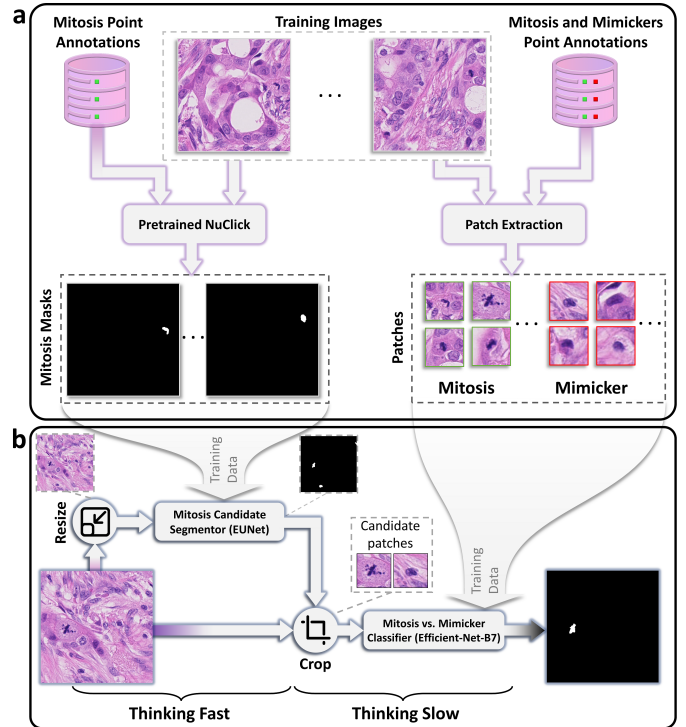 a
Mitosis Point
Annotations
Training Images
Mitosis and Mimickers
Point Annotations
. . .
Pretrained NuClick
Patch Extraction
Mitosis Masks
. . .
Patches
. . .
. . .
Mitosis
Mimicker
b
Training
Data
Resize
Mitosis Candidate
Segmentor (EUNet)
Candidate
patches
Training
Data
Crop
Mitosis vs. Mimicker
Classifier (Efficient-Net-B7)
Thinking Fast
Thinking Slow